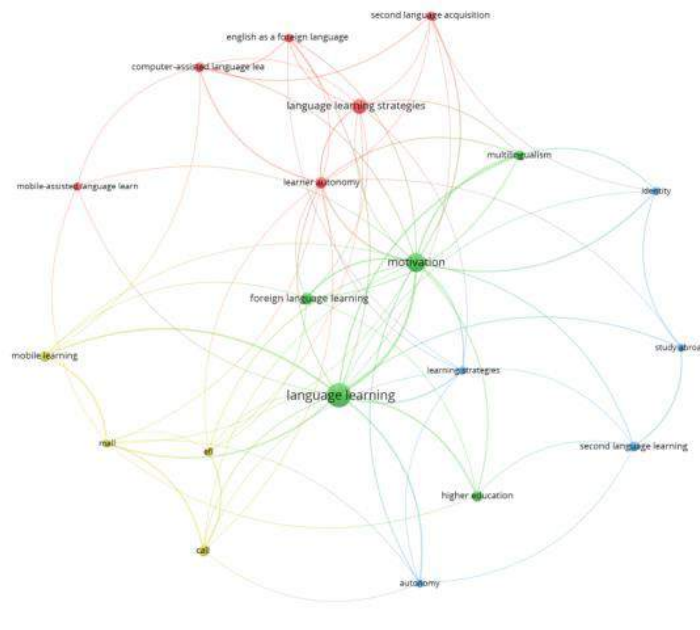 second language acquisition
english as a foreign language
computer-assisted language lea
language learning strategies
multilingualism
learner autonomy
mobile-assisted language learn
identity
motivation
foreign language learning
study abroa
mobile learning
learning strategies
language learning
mall
second language learning
efl
higher education
call
autonomy